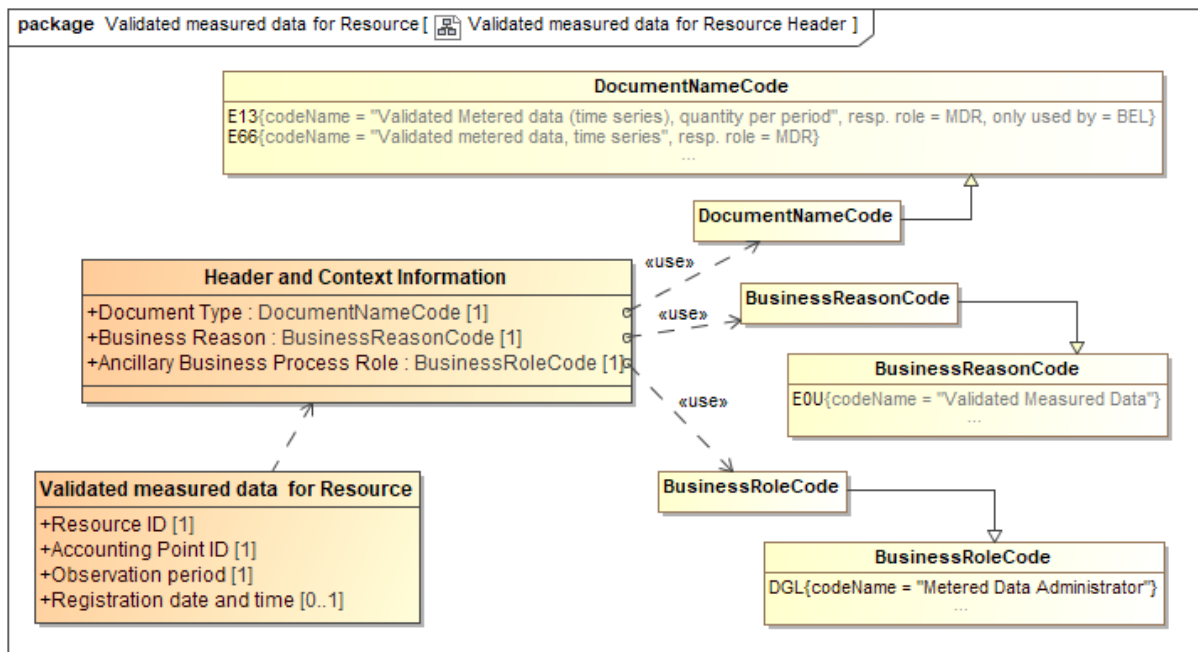 package Validated measured data for Resource [ Validated measured data for Resource Header ]
DocumentNameCode
E13{codeName = "Validated Metered data (time series), quantity per period", resp. role = MDR, only used by = BEL}
E66{codeName = "Validated metered data, time series", resp. role = MDR}
...
DocumentNameCode
«use»
Header and Context Information
+Document Type : DocumentNameCode [1]
+Business Reason : BusinessReasonCode [1]
+Ancillary Business Process Role : BusinessRoleCode [1]
«use»
BusinessReasonCode
BusinessReasonCode
E0U{codeName = "Validated Measured Data"}
...
«use»
Validated measured data for Resource
+Resource ID [1]
+Accounting Point ID [1]
+Observation period [1]
+Registration date and time [0..1]
BusinessRoleCode
BusinessRoleCode
DGL{codeName = "Metered Data Administrator"}
...